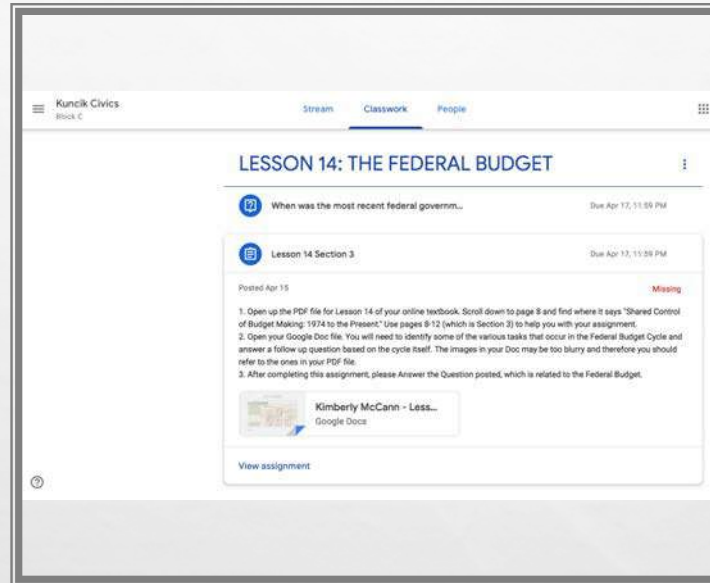 Kuncik Civics
Block C
Stream Classwork People
LESSON 14: THE FEDERAL BUDGET
When was the most recent federal governm...
Due Apr 17, 11:59 PM
Lesson 14 Section 3
Due Apr 17, 11:59 PM
Posted Apr 15
Missing
1. Open up the PDF file for Lesson 14 of your online textbook. Scroll down to page 8 and find where it says "Shared Control
of Budget Making: 1974 to the Present." Use pages 8-12 (which is Section 3) to help you with your assignment.
2. Open your Google Doc file. You will need to identify some of the various tasks that occur in the Federal Budget Cycle and
answer a follow up question based on the cycle itself. The images in your Doc may be too blurry and therefore you should
refer to the ones in your PDF file.
3. After completing this assignment, please Answer the Question posted, which is related to the Federal Budget.
Kimberly McCann - Less...
Google Docs
View assignment